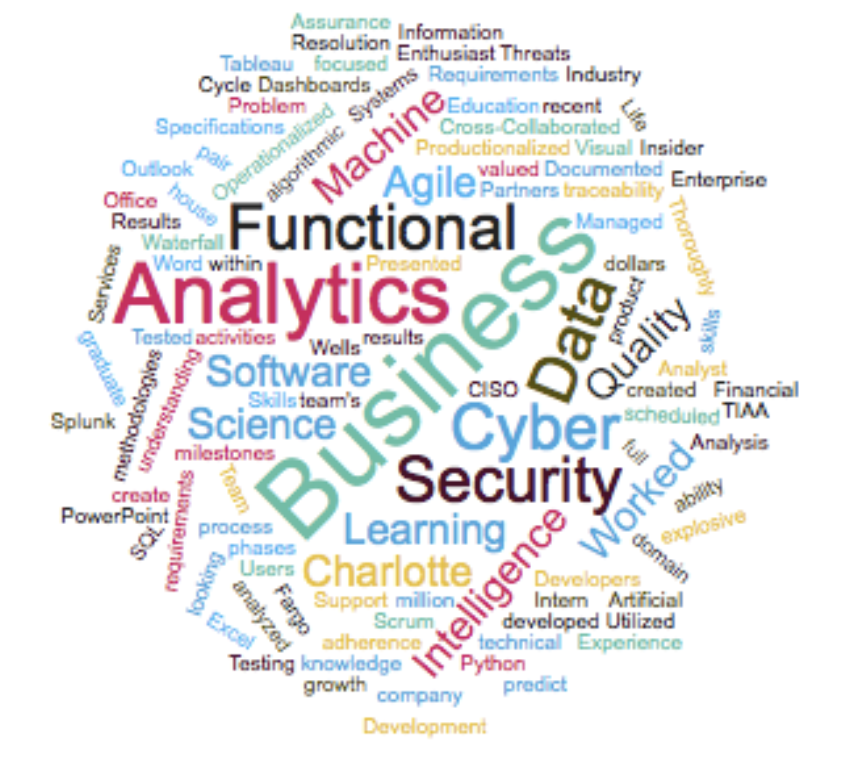 Assurance
Information
Resolution
Enthusiast Threats
Tableau focused
Requirements Industry
Cycle Dashboards
Systems
Problem
Machine
Education recent
Life
Operationalized
Specifications
Cross-Collaborated
algorithmic
Productionalized Visual Insider
pair
Outlook
valued Documented
Agile
Enterprise
house
Partners traceability
Office
Results
Functional
Managed
Thoroughly
Waterfall
Word within
Presented
dollars
Services
Analytics
Business
Data
product
Quality
skills
Tested activities
Wells results
graduate
methodologies
understanding
Software
Analyst
CISO
created Financial
Skills team's
Splunk
Science
Cyber
scheduled TIAA
full
Analysis
milestones
Security
Worked
Team
create
ability
PowerPoint
SQL
requirements
process
Learning
explosive
phases
domain
Users
Charlotte
Intelligence
Developers
looking
analyzed
Fargo
Support million
Intern Artificial
Excel
Scrum
developed Utilized
adherence
technical Experience
Testing knowledge
Python
growth
predict
company
Development